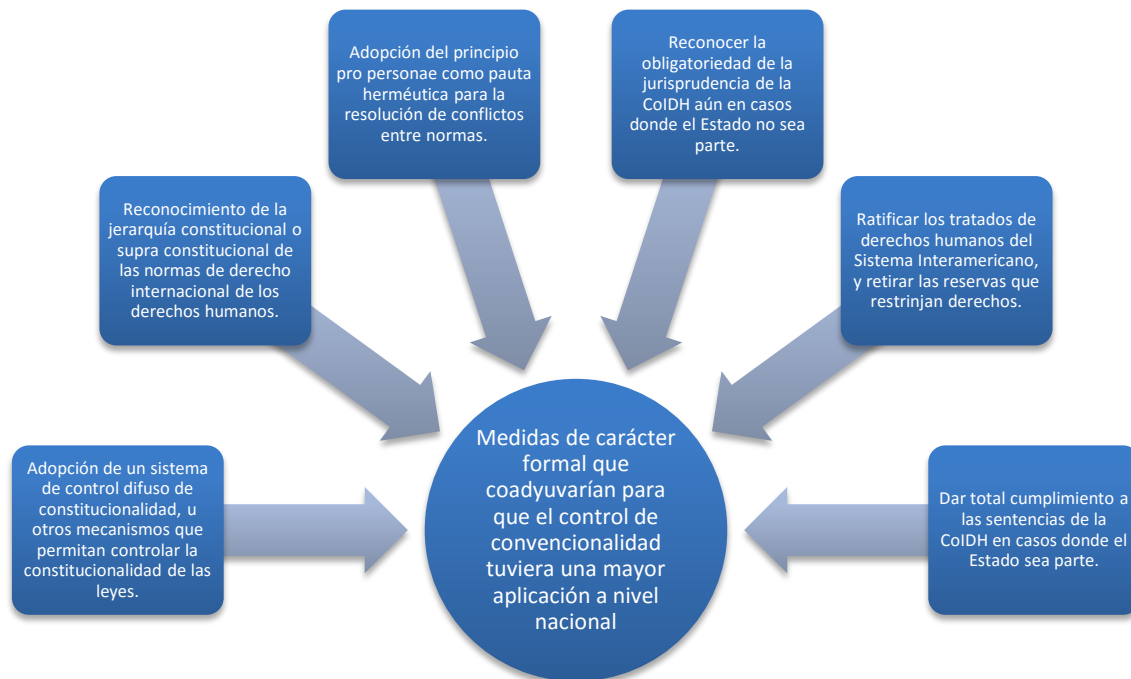 Adopción de un sistema
de control difuso de
constitucionalidad, u
otros mecanismos que
permitan controlar la
constitucionalidad de las
leyes.
Reconocimiento de la
jerarquía constitucional o
supra constitucional de
las normas de derecho
internacional de los
derechos humanos.
Adopción del principio
pro personae como pauta
herméutica para la
resolución de conflictos
entre normas.
Reconocer la
obligatoriedad de la
jurisprudencia de la
CoIDH aún en casos
donde el Estado no sea
parte.
Ratificar los tratados de
derechos humanos del
Sistema Interamericano,
y retirar las reservas que
restrinjan derechos.
Dar total cumplimiento a
las sentencias de la
CoIDH en casos donde el
Estado sea parte.
Medidas de carácter
formal que
coadyuvarían para
que el control de
convencionalidad
tuviera una mayor
aplicación a nivel
nacional